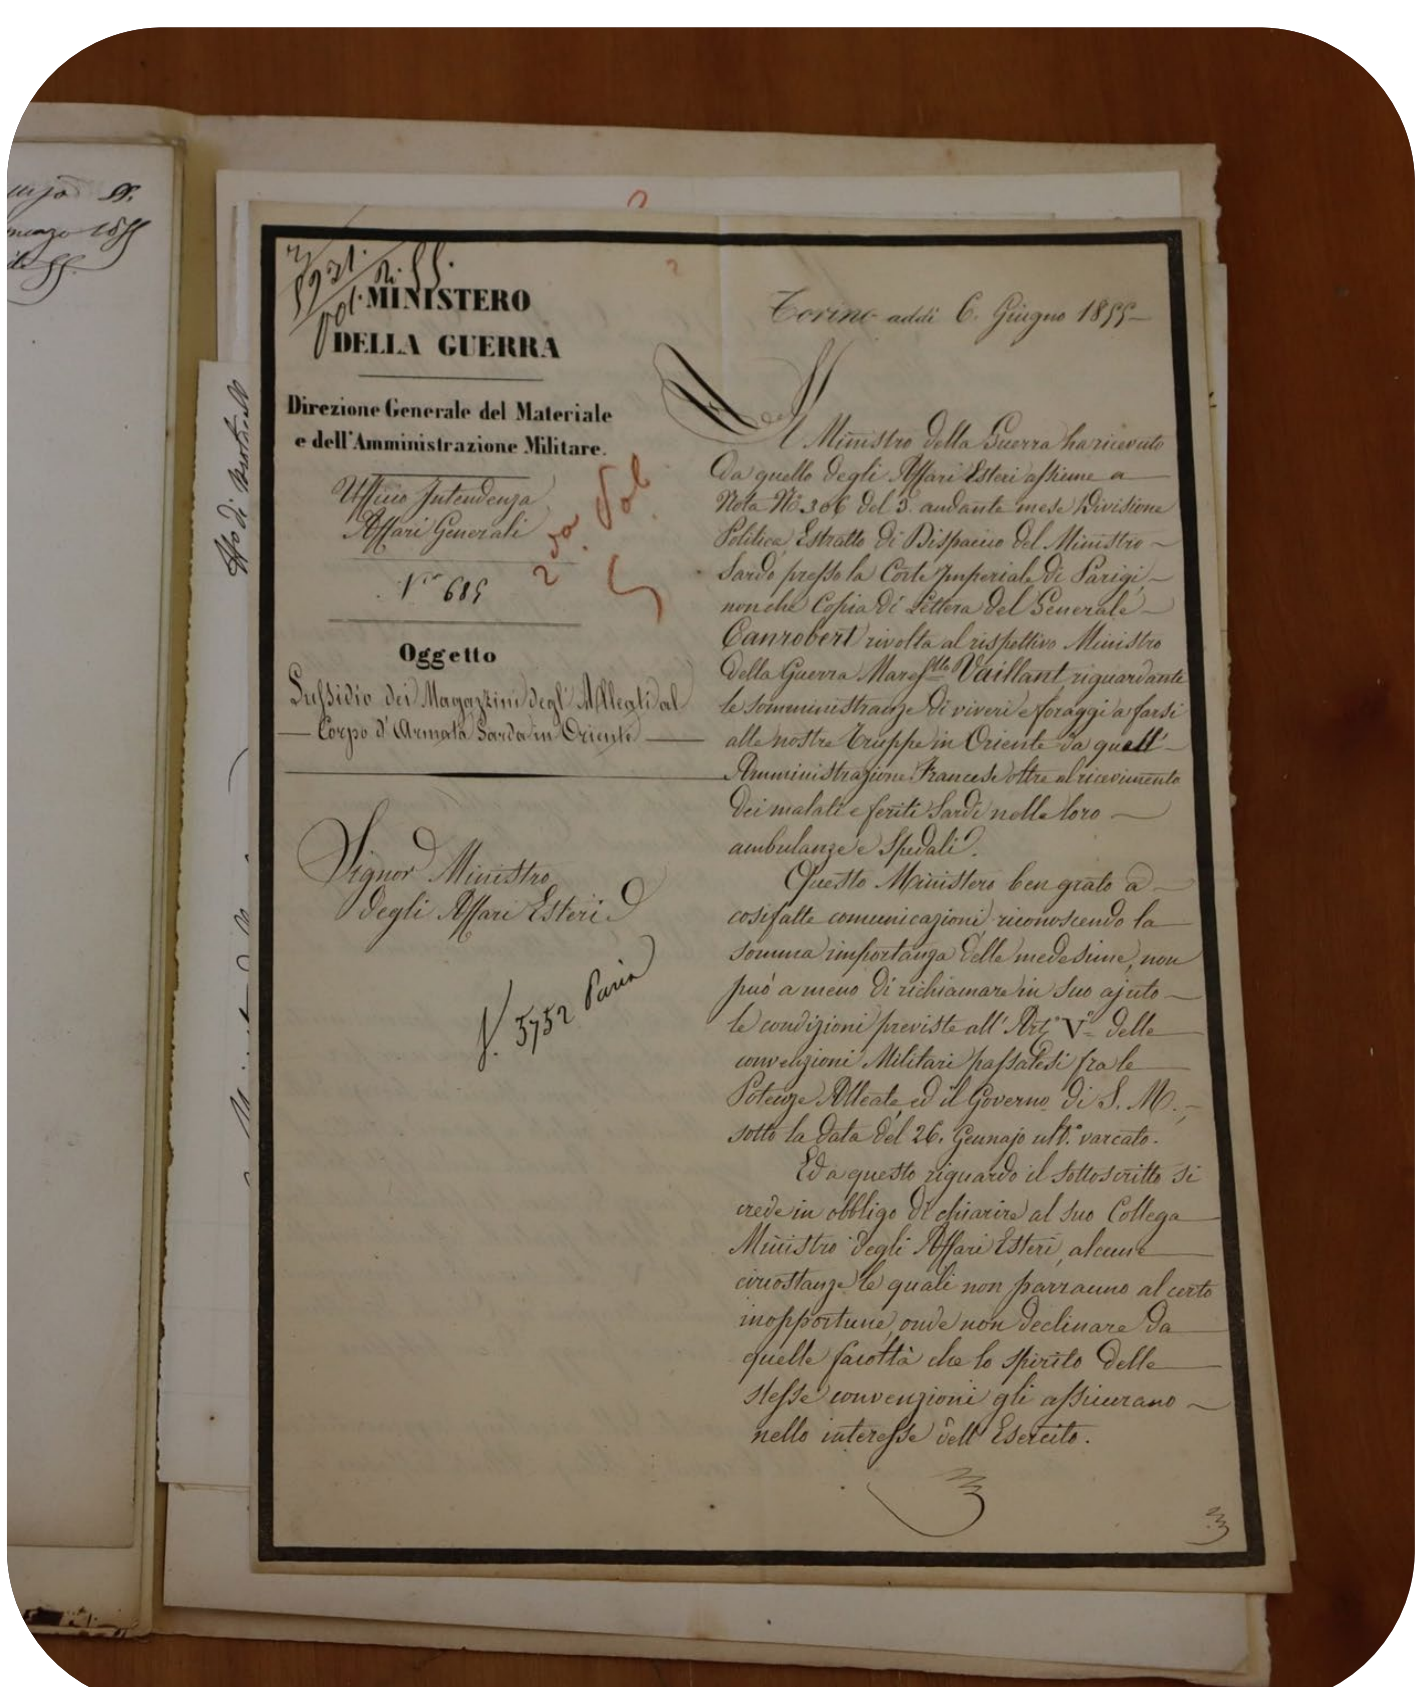 1855
MINISTERO
DELLA GUERRA
Direzione Generale del Materiale
e dell'Amministrazione Militare.
Ufficio Intendenza
Affari Generali
N° 685
2da Pol
Oggetto
Sussidio dei Magazzini degl' Alleati al
Corpo d'Armata Sarda in Oriente
Signor Ministro
degli Affari Esteri
f. 3752
Torino addi 6. Giugno 1855
Il Ministro della Guerra ha ricevuto
da quello degli Affari Esteri assieme a
Nota N° 306 del 3. andante mese Divisione
Politica, Estratto di Dispaccio del Ministro
Sardo presso la Corte Imperiale di Parigi,
nonchè Copia di Lettera del Generale
Canrobert rivolta al rispettivo Ministro
della Guerra Maresllo Vaillant, riguardante
le somministranze di viveri e foraggi a farsi
alle nostre Truppe in Oriente da quell'
Amministrazione Francese oltre al ricevimento
dei malati e feriti Sardi nelle loro
ambulanze e Spedali.
Questo Ministero ben grato a
cosifatte comunicazioni, riconoscendo la
somma importanza delle medesime, non
può a meno di richiamare in suo ajuto
le condizioni previste all' Art° V° delle
convenzioni Militari passatesi fra le
Potenze Alleate, ed il Governo di S. M.,
sotto la data del 26. Gennajo ult.° varcato.
Ed a questo riguardo il sottoscritto si
crede in obbligo di chiarire al suo Collega
Ministro degli Affari Esteri, alcune
circostanze le quali non parranno al certo
inopportune, onde non declinare da
quelle facoltà che lo spirito delle
stesse convenzioni gli assicurano
nello interesse dell' Esercito.